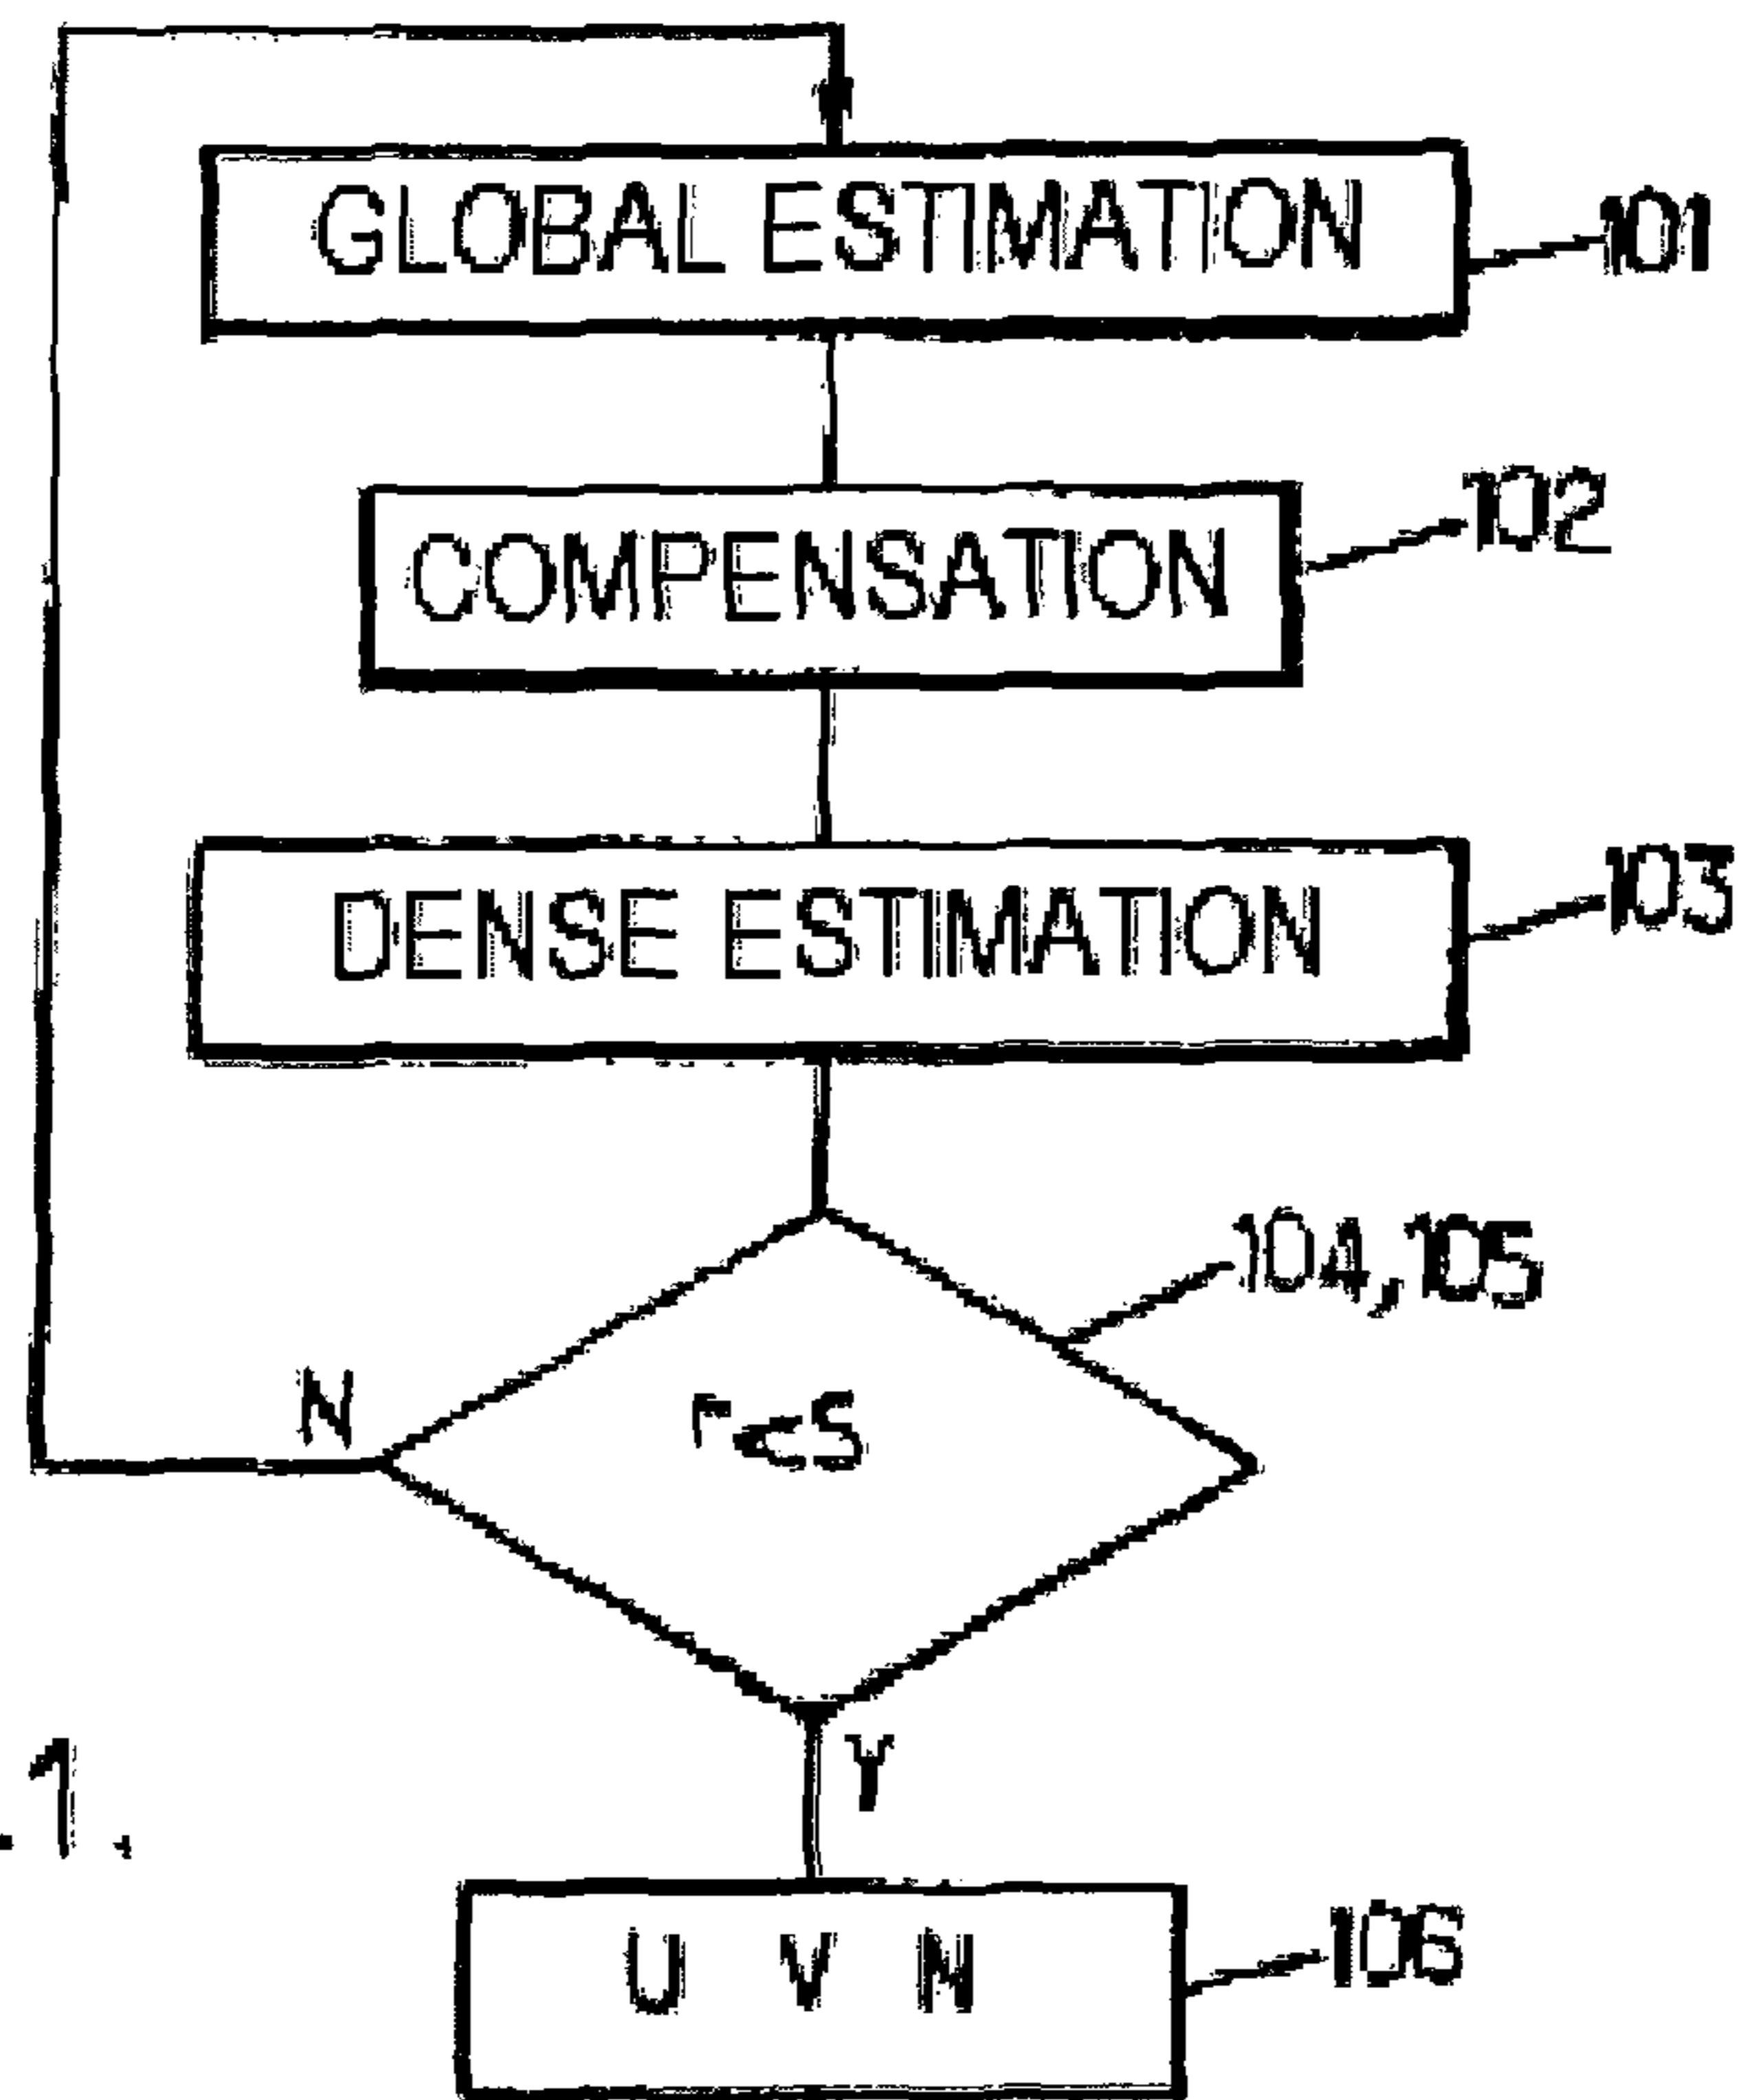 GLOBAL ESTIMATION
101
COMPENSATION
102
DENSE ESTIMATION
103
104,105
N
r<S
Y
.1.
U V N
106